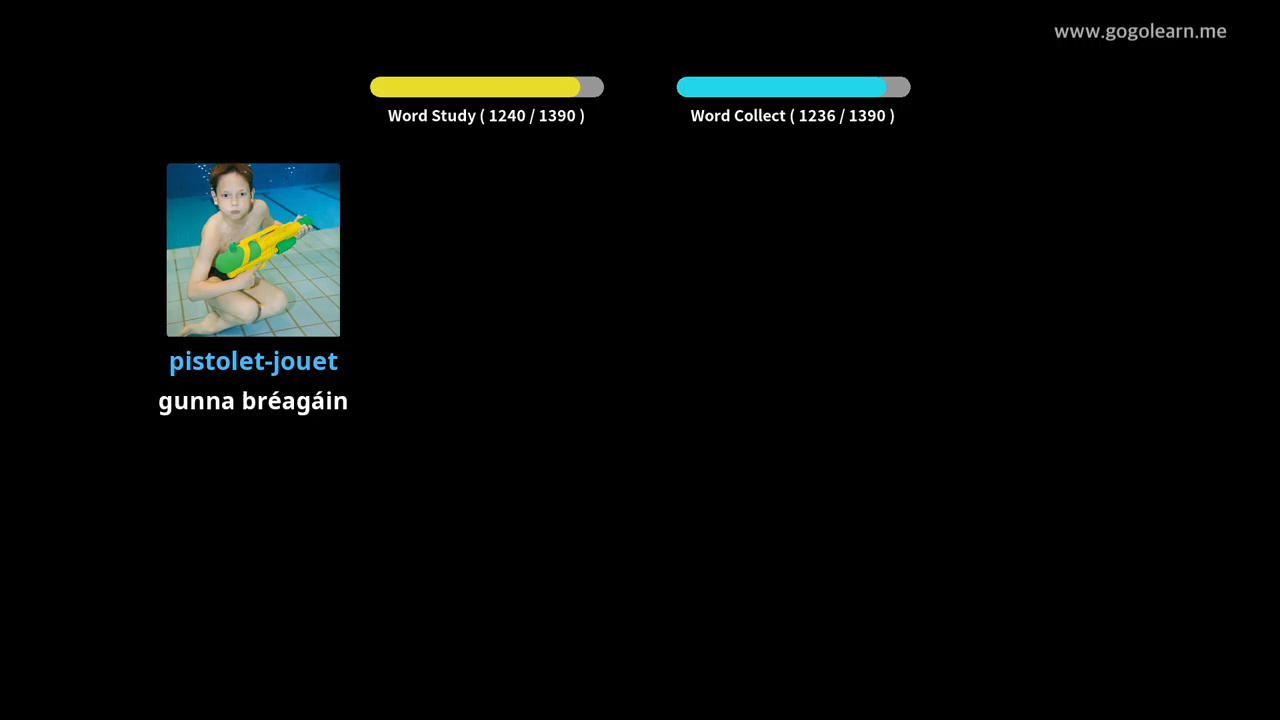 www.gogolearn.me
Word Study ( 1240 / 1390 )
Word Collect ( 1236 / 1390 )
pistolet-jouet
gunna bréagáin